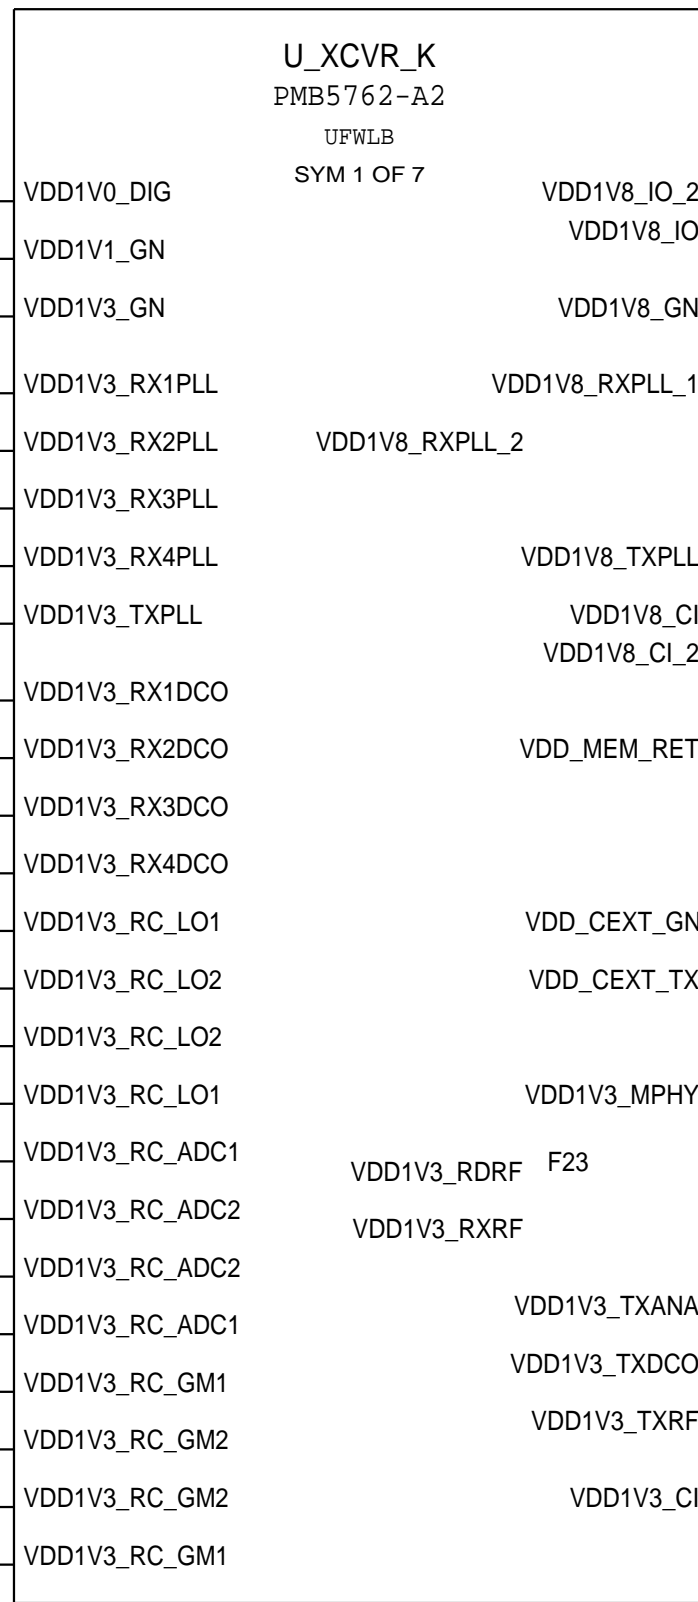 U_XCVR_K
PMB5762-A2
UFWLB
SYM 1 OF 7
VDD1V0_DIG VDD1V8_IO_2
VDD1V8_IO
VDD1V1_GN
VDD1V3_GN VDD1V8_GN
VDD1V3_RX1PLL VDD1V8_RXPLL_1
VDD1V3_RX2PLL VDD1V8_RXPLL_2
VDD1V3_RX3PLL
VDD1V3_RX4PLL VDD1V8_TXPLL
VDD1V3_TXPLL VDD1V8_CI
VDD1V8_CI_2
VDD1V3_RX1DCO
VDD1V3_RX2DCO VDD_MEM_RET
VDD1V3_RX3DCO
VDD1V3_RX4DCO
VDD1V3_RC_LO1 VDD_CEXT_GN
VDD1V3_RC_LO2 VDD_CEXT_TX
VDD1V3_RC_LO2
VDD1V3_RC_LO1 VDD1V3_MPHY
VDD1V3_RC_ADC1
VDD1V3_RDRF F23
VDD1V3_RC_ADC2
VDD1V3_RXRF
VDD1V3_RC_ADC2
VDD1V3_TXANA
VDD1V3_RC_ADC1
VDD1V3_TXDCO
VDD1V3_RC_GM1
VDD1V3_TXRF
VDD1V3_RC_GM2
VDD1V3_RC_GM2 VDD1V3_CI
VDD1V3_RC_GM1